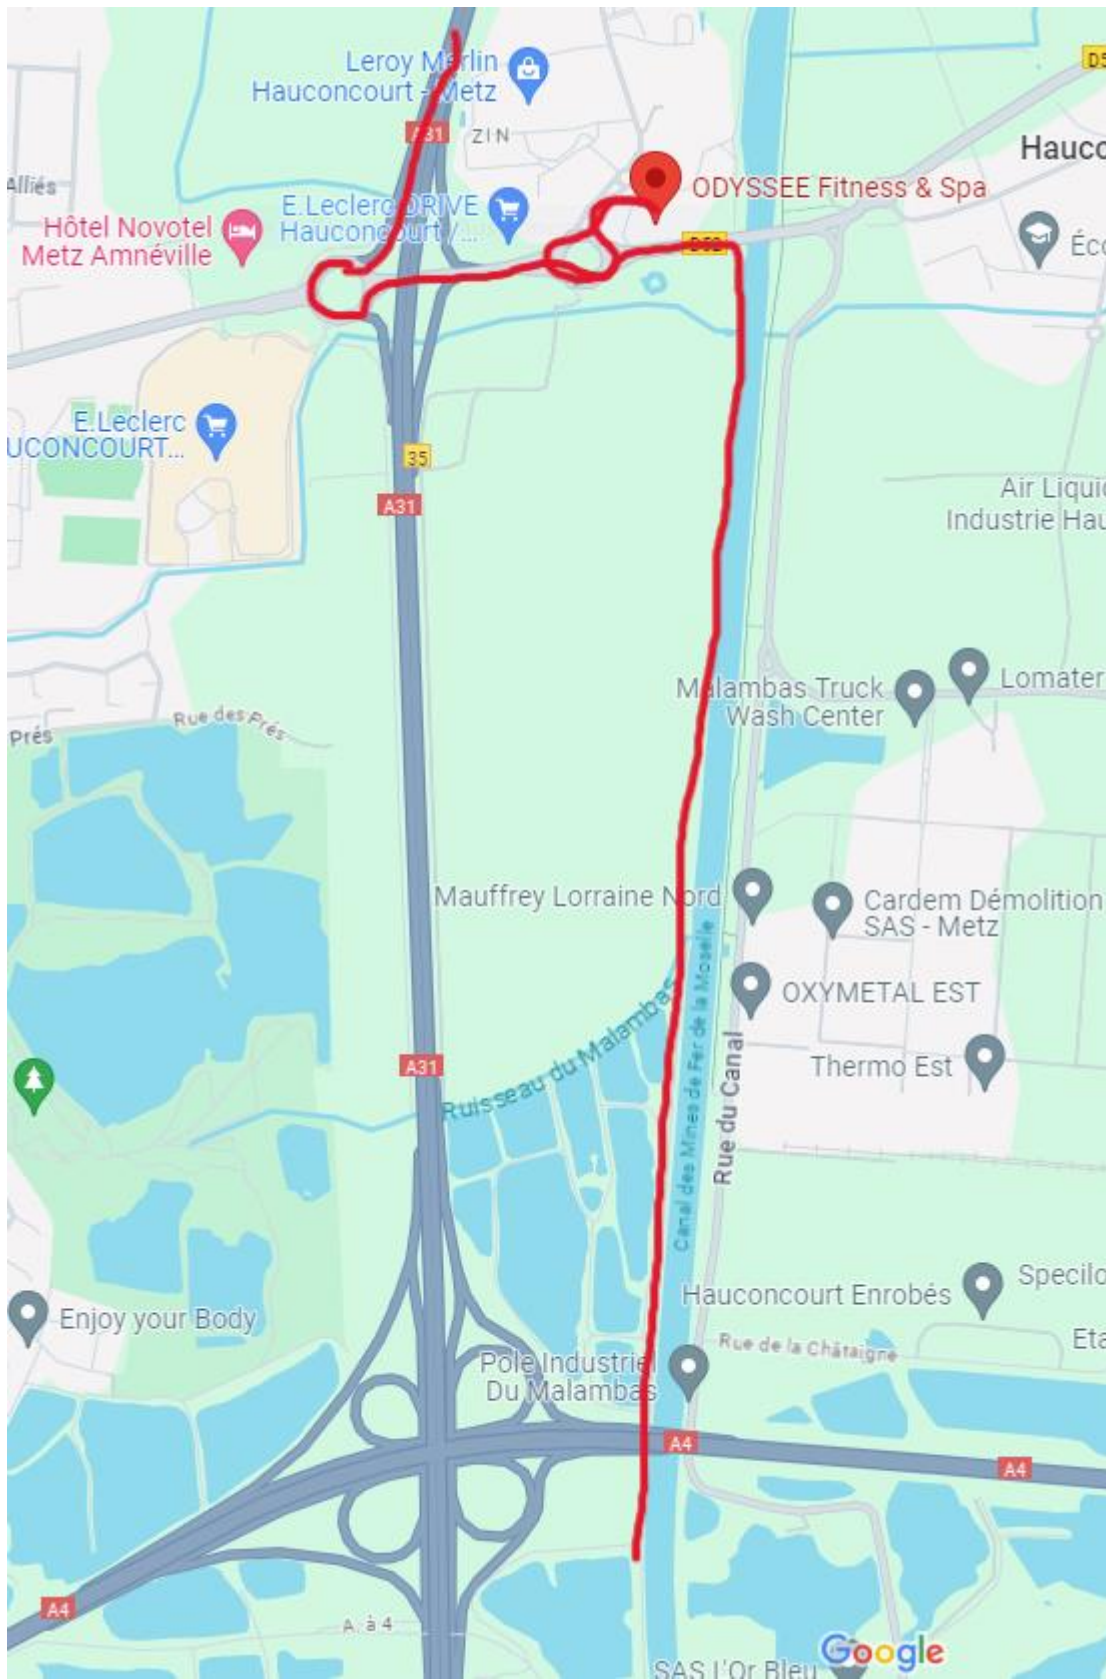 Leroy Merlin
Hauconcourt - Metz
A31
ZIN
D5
Hauco
Alliés
ODYSSEE Fitness & Spa
E.Leclerc DRIVE
Hauconcourt /...
Hôtel Novotel
Metz Amnéville
D52
Éco
E.Leclerc
UCONCOURT...
35
A31
Air Liquid
Industrie Hau
Lomater
Malambas Truck
Wash Center
Rue des Prés
Prés
Mauffrey Lorraine Nord
Cardem Démolition
SAS - Metz
OXYMETAL EST
Canal des Mines de Fer de la Moselle
Ruisseau du Malambas
Rue du Canal
A31
Thermo Est
Specilo
Hauconcourt Enrobés
Enjoy your Body
Eta
Rue de la Châtaigne
Pole Industriel
Du Malambas
A4
A4
A4
A. à 4
Google
SAS l'Or Bleu